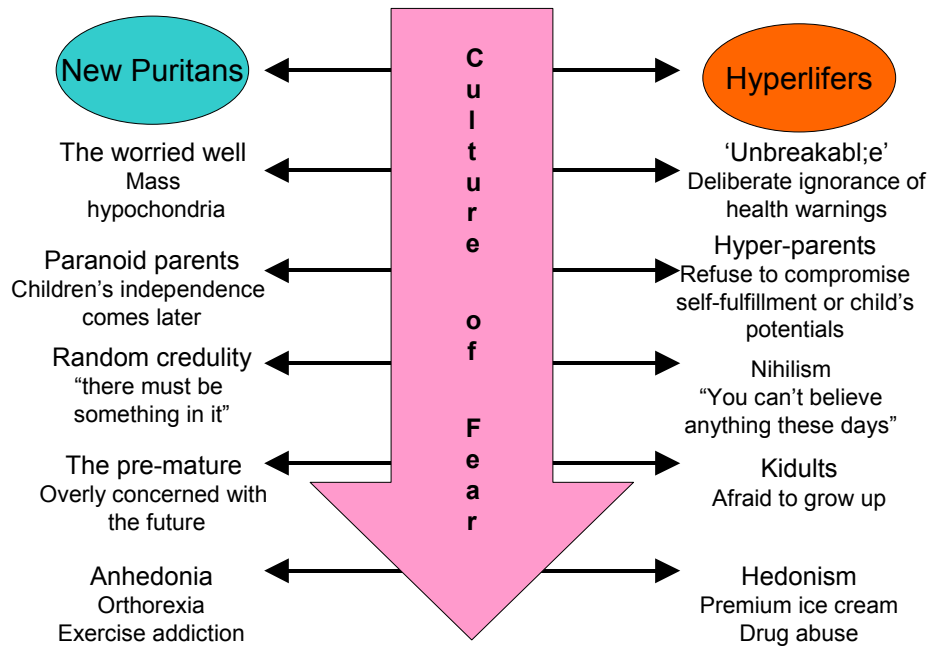 Culture of Fear
New Puritans
The worried well
Mass
hypochondria
Paranoid parents
Children’s independence
comes later
Random credulity
“there must be
something in it”
The pre-mature
Overly concerned with
the future
Anhedonia
Orthorexia
Exercise addiction
Hyperlifers
‘Unbreakabl;e’
Deliberate ignorance of
health warnings
Hyper-parents
Refuse to compromise
self-fulfillment or child’s
potentials
Nihilism
“You can’t believe
anything these days”
Kidults
Afraid to grow up
Hedonism
Premium ice cream
Drug abuse